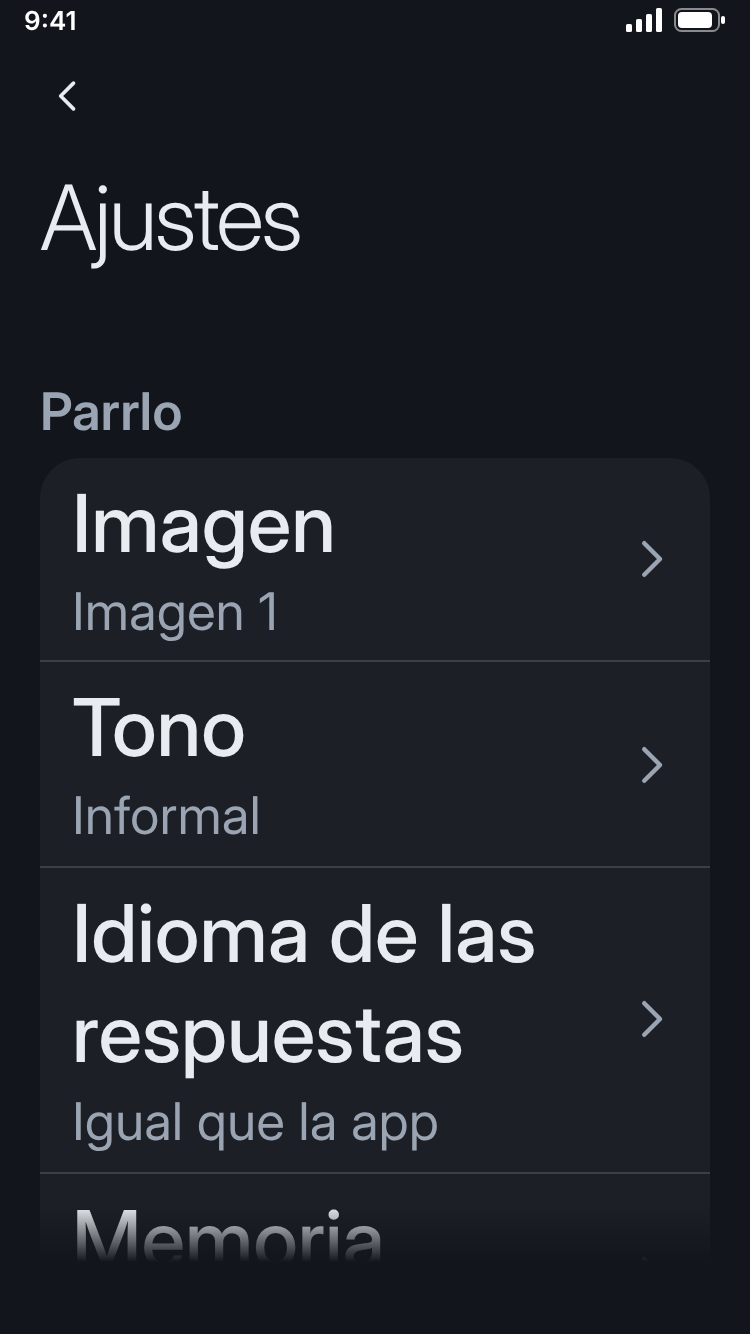 9:41
Ajustes
Parrlo
Imagen
Imagen 1
Tono
Informal
Idioma de las
respuestas
Igual que la app
Memoria